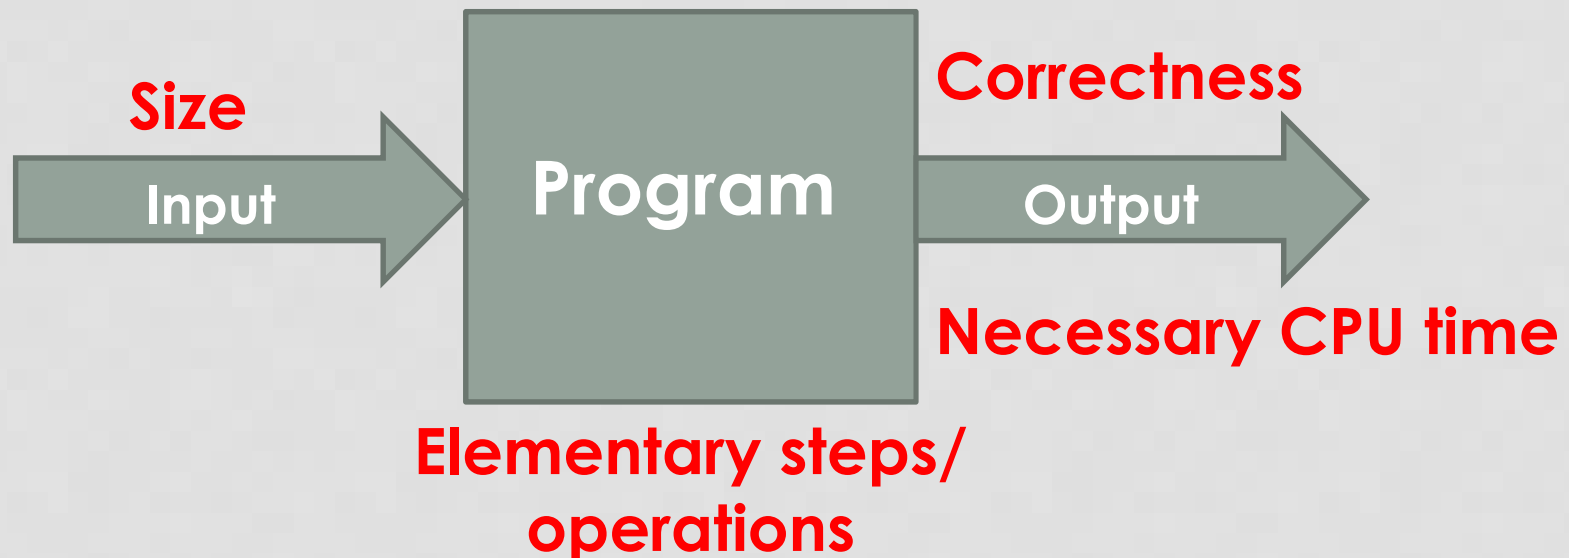 Size
Input
Program
Correctness
Output
Necessary CPU time
Elementary steps/
operations